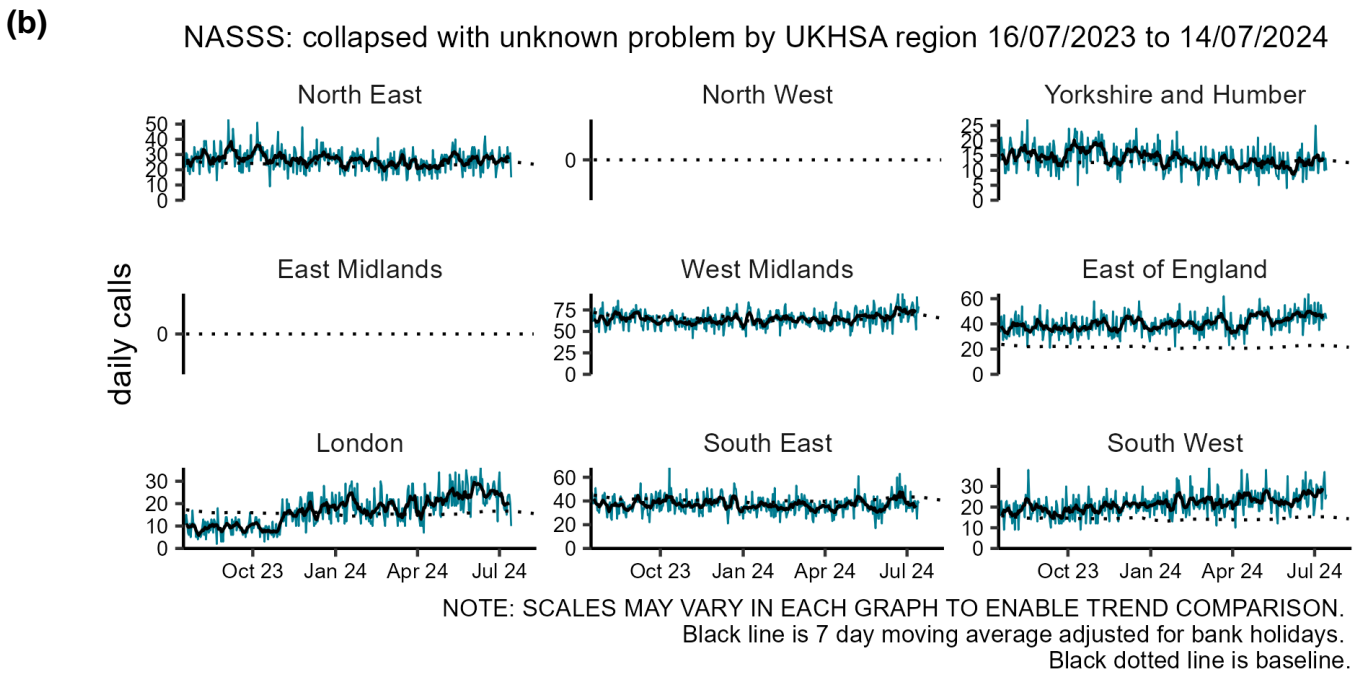 (b)
NASSS: collapsed with unknown problem by UKHSA region 16/07/2023 to 14/07/2024
daily calls
North East
50
40
30
20
10
0
North West
0
Yorkshire and Humber
25
20
15
10
5
0
East Midlands
0
West Midlands
75
50
25
0
East of England
60
40
20
0
London
30
20
10
0
Oct 23 Jan 24 Apr 24 Jul 24
South East
60
40
20
0
Oct 23 Jan 24 Apr 24 Jul 24
South West
30
20
10
0
Oct 23 Jan 24 Apr 24 Jul 24
NOTE: SCALES MAY VARY IN EACH GRAPH TO ENABLE TREND COMPARISON.
Black line is 7 day moving average adjusted for bank holidays.
Black dotted line is baseline.